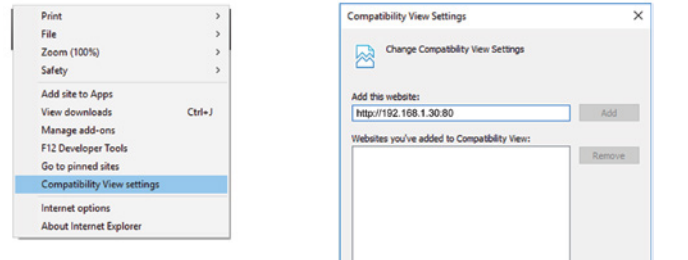 Print >
File >
Zoom (100%) >
Safety >
Add site to Apps
View downloads Ctrl+J
Manage add-ons
F12 Developer Tools
Go to pinned sites
Compatibility View settings
Internet options
About Internet Explorer
Compatibility View Settings
Change Compatibility View Settings
Add this website:
http://192.168.1.30:80 Add
Websites you've added to Compatibility View:
Remove